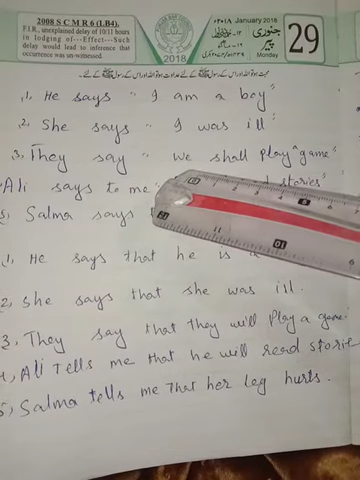 2008 S C M R 6 (LB4).
F.I.R., unexplained delay of 10/11 hours
in lodging of---Effect---Such
delay would lead to inference that
occurrence was un-witnessed.
2018
January 2018
جنوری
پیر
Monday
29
1. He says " I am a boy"
2. She says " I was ill"
3. They say " we shall play "game"
Ali says to me stories"
Salma says
1, He says that he is
2, She says that she was ill.
3, They say that they will Play a game.
4, Ali Tells me that he will read storie
5, Salma tells me that her leg hurts.